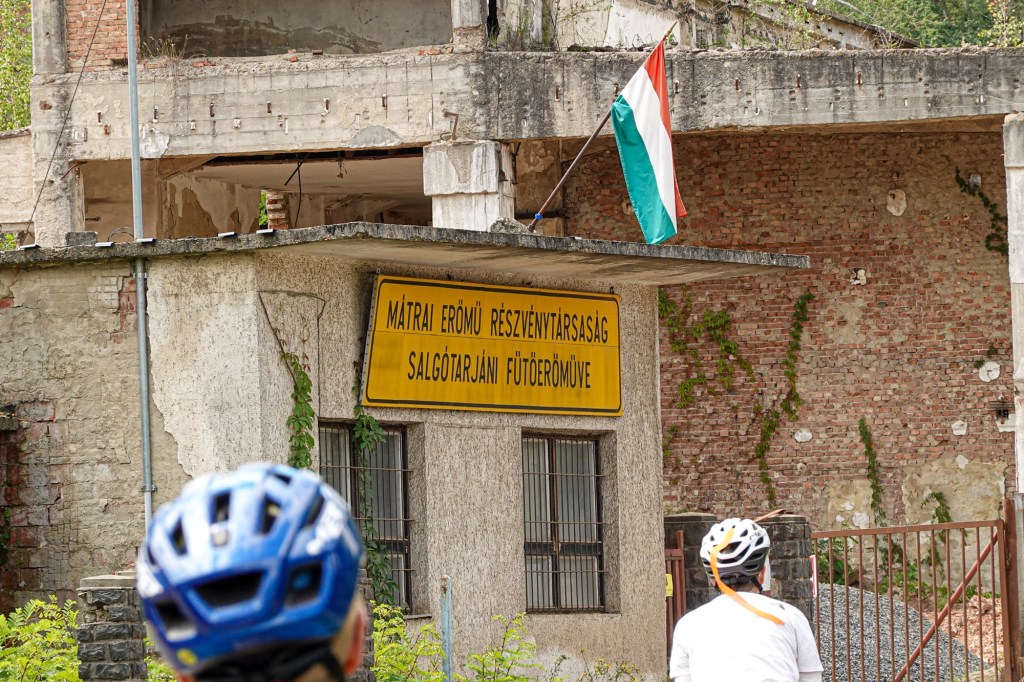 MÁTRAI ERŐMŰ RÉSZVÉNYTÁRSASÁG
SALGÓTARJÁNI FŰTŐERŐMŰVE